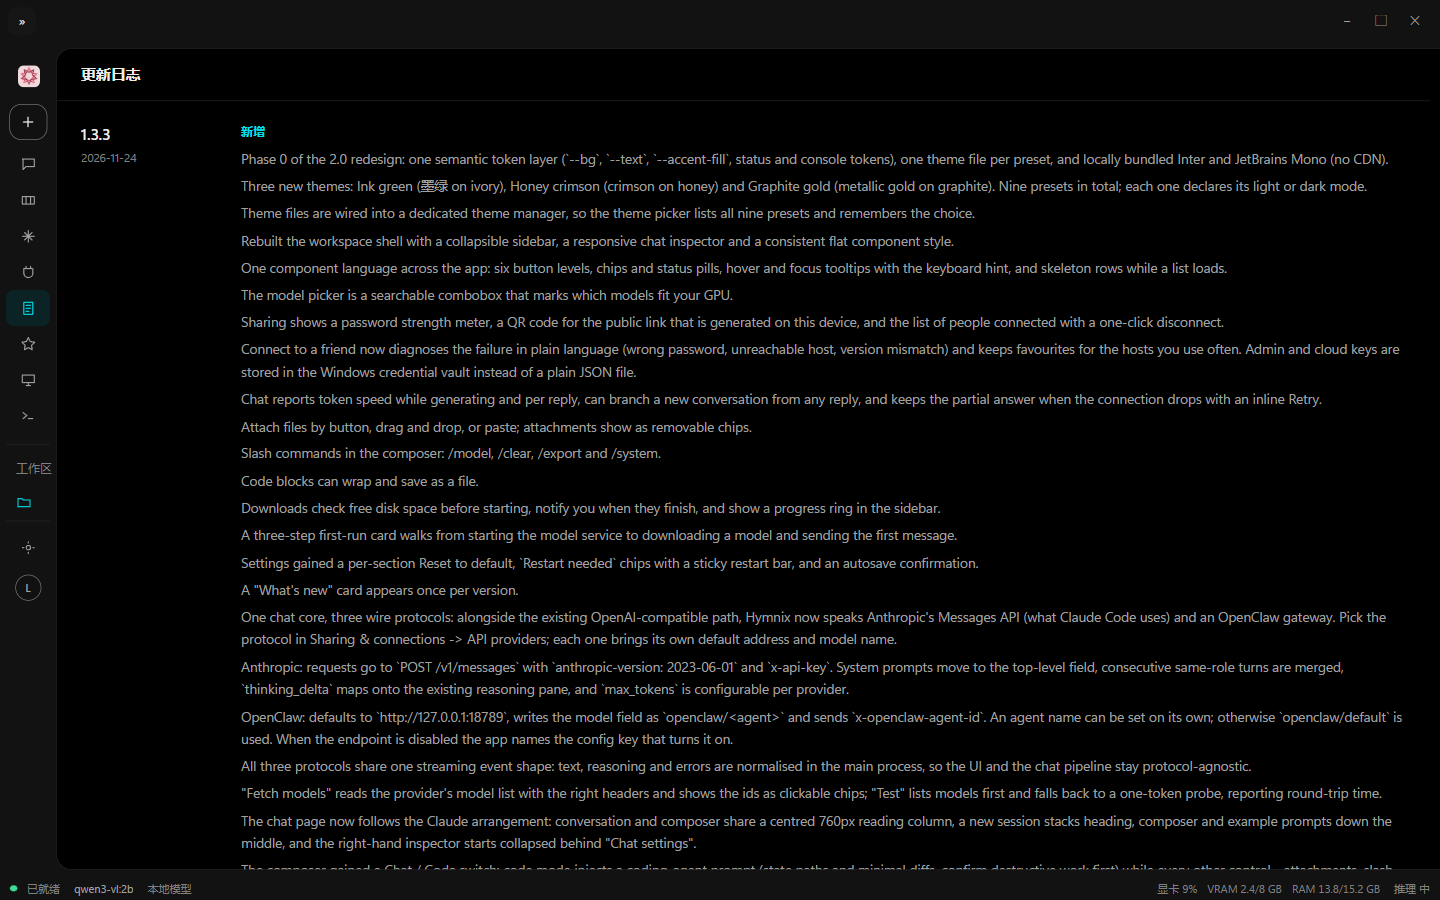 »
更新日志
1.3.3
2026-11-24
新增
Phase 0 of the 2.0 redesign: one semantic token layer (`--bg`, `--text`, `--accent-fill`, status and console tokens), one theme file per preset, and locally bundled Inter and JetBrains Mono (no CDN).
Three new themes: Ink green (墨绿 on ivory), Honey crimson (crimson on honey) and Graphite gold (metallic gold on graphite). Nine presets in total; each one declares its light or dark mode.
Theme files are wired into a dedicated theme manager, so the theme picker lists all nine presets and remembers the choice.
Rebuilt the workspace shell with a collapsible sidebar, a responsive chat inspector and a consistent flat component style.
One component language across the app: six button levels, chips and status pills, hover and focus tooltips with the keyboard hint, and skeleton rows while a list loads.
The model picker is a searchable combobox that marks which models fit your GPU.
Sharing shows a password strength meter, a QR code for the public link that is generated on this device, and the list of people connected with a one-click disconnect.
Connect to a friend now diagnoses the failure in plain language (wrong password, unreachable host, version mismatch) and keeps favourites for the hosts you use often. Admin and cloud keys are
stored in the Windows credential vault instead of a plain JSON file.
Chat reports token speed while generating and per reply, can branch a new conversation from any reply, and keeps the partial answer when the connection drops with an inline Retry.
Attach files by button, drag and drop, or paste; attachments show as removable chips.
Slash commands in the composer: /model, /clear, /export and /system.
Code blocks can wrap and save as a file.
Downloads check free disk space before starting, notify you when they finish, and show a progress ring in the sidebar.
A three-step first-run card walks from starting the model service to downloading a model and sending the first message.
Settings gained a per-section Reset to default, `Restart needed` chips with a sticky restart bar, and an autosave confirmation.
A "What's new" card appears once per version.
One chat core, three wire protocols: alongside the existing OpenAI-compatible path, Hymnix now speaks Anthropic's Messages API (what Claude Code uses) and an OpenClaw gateway. Pick the
protocol in Sharing & connections -> API providers; each one brings its own default address and model name.
Anthropic: requests go to `POST /v1/messages` with `anthropic-version: 2023-06-01` and `x-api-key`. System prompts move to the top-level field, consecutive same-role turns are merged,
`thinking_delta` maps onto the existing reasoning pane, and `max_tokens` is configurable per provider.
OpenClaw: defaults to `http://127.0.0.1:18789`, writes the model field as `openclaw/<agent>` and sends `x-openclaw-agent-id`. An agent name can be set on its own; otherwise `openclaw/default` is
used. When the endpoint is disabled the app names the config key that turns it on.
All three protocols share one streaming event shape: text, reasoning and errors are normalised in the main process, so the UI and the chat pipeline stay protocol-agnostic.
"Fetch models" reads the provider's model list with the right headers and shows the ids as clickable chips; "Test" lists models first and falls back to a one-token probe, reporting round-trip time.
The chat page now follows the Claude arrangement: conversation and composer share a centred 760px reading column, a new session stacks heading, composer and example prompts down the
middle, and the right-hand inspector starts collapsed behind "Chat settings".
The composer gained a Chat / Code switch: code mode injects a coding-agent prompt (state paths and minimal diffs, confirm destructive work first) while every other control - attachments, slash
工作区
L
已就绪 qwen3-vl:2b 本地模型
显卡 9% VRAM 2.4/8 GB RAM 13.8/15.2 GB 推理 中